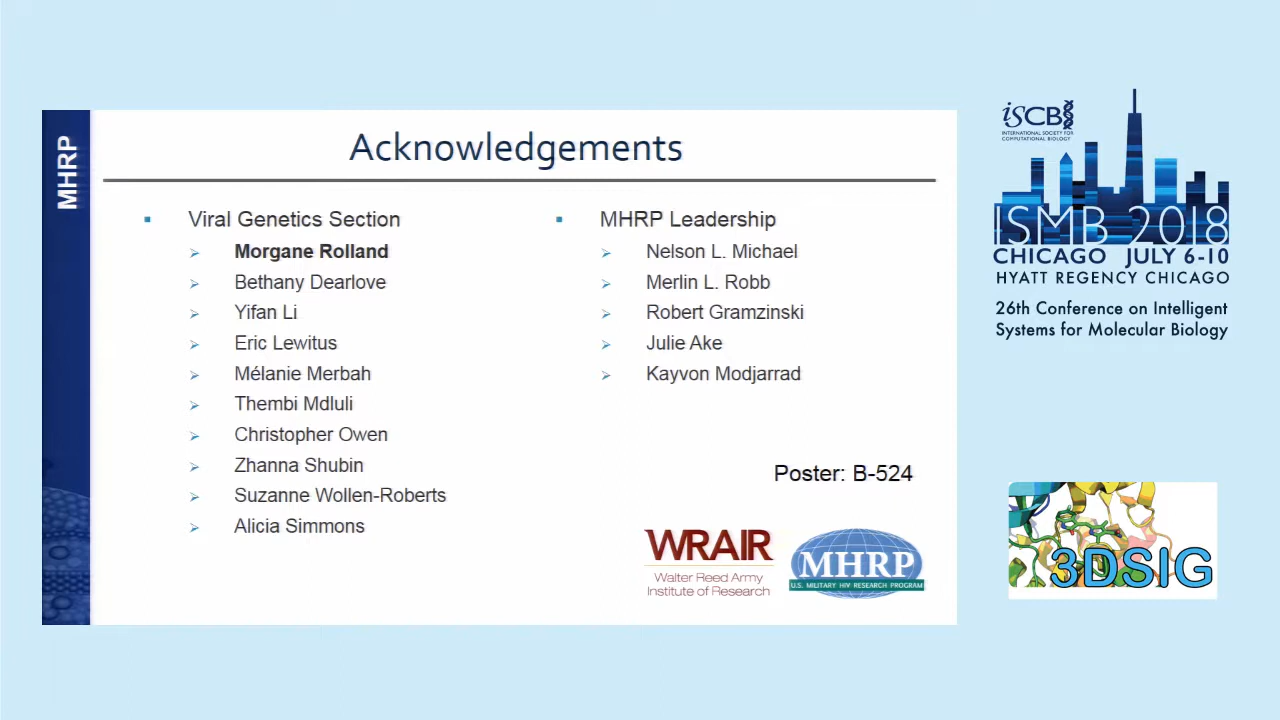 MHRP
Acknowledgements
Viral Genetics Section
Morgane Rolland
Bethany Dearlove
Yifan Li
Eric Lewitus
Mélanie Merbah
Thembi Mdluli
Christopher Owen
Zhanna Shubin
Suzanne Wollen-Roberts
Alicia Simmons
MHRP Leadership
Nelson L. Michael
Merlin L. Robb
Robert Gramzinski
Julie Ake
Kayvon Modjarrad
Poster: B-524
WRAIR
Walter Reed Army
Institute of Research
MHRP
U.S. MILITARY HIV RESEARCH PROGRAM
iSCB
INTERNATIONAL SOCIETY FOR
COMPUTATIONAL BIOLOGY
ISMB 2018
CHICAGO JULY 6-10
HYATT REGENCY CHICAGO
26th Conference on Intelligent
Systems for Molecular Biology
3DSIG